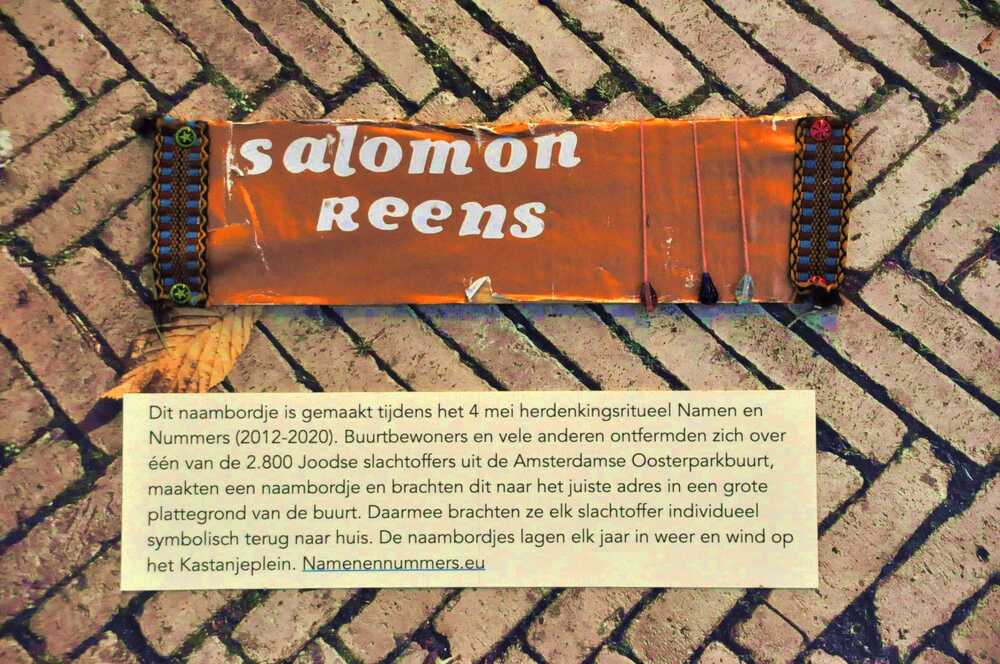 salomon
Reens
Dit naambordje is gemaakt tijdens het 4 mei herdenkingsritueel Namen en
Nummers (2012-2020). Buurtbewoners en vele anderen ontfermden zich over
één van de 2.800 Joodse slachtoffers uit de Amsterdamse Oosterparkbuurt,
maakten een naambordje en brachten dit naar het juiste adres in een grote
plattegrond van de buurt. Daarmee brachten ze elk slachtoffer individueel
symbolisch terug naar huis. De naambordjes lagen elk jaar in weer en wind op
het Kastanjeplein. Namenennummers.eu